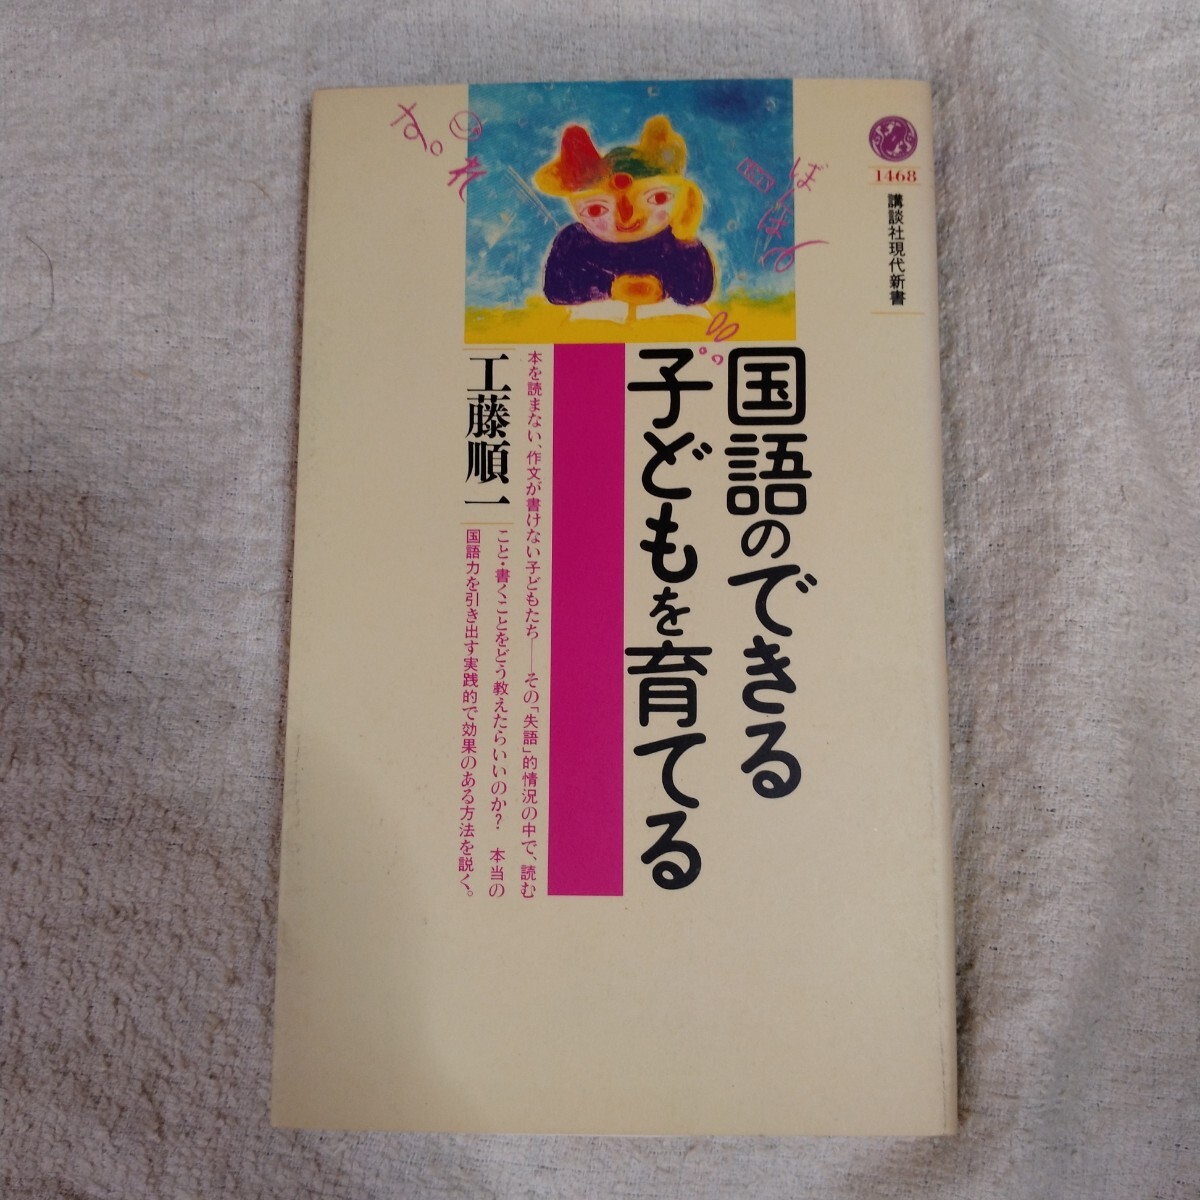 1468
講談社現代新書
国語のできる
子どもを育てる
本を読まない、作文が書けない子どもたち——その「失語」的情況の中で、読む
こと・書くことをどう教えたらいいのか? 本当の
国語力を引き出す実践的で効果のある方法を説く。
工藤順一